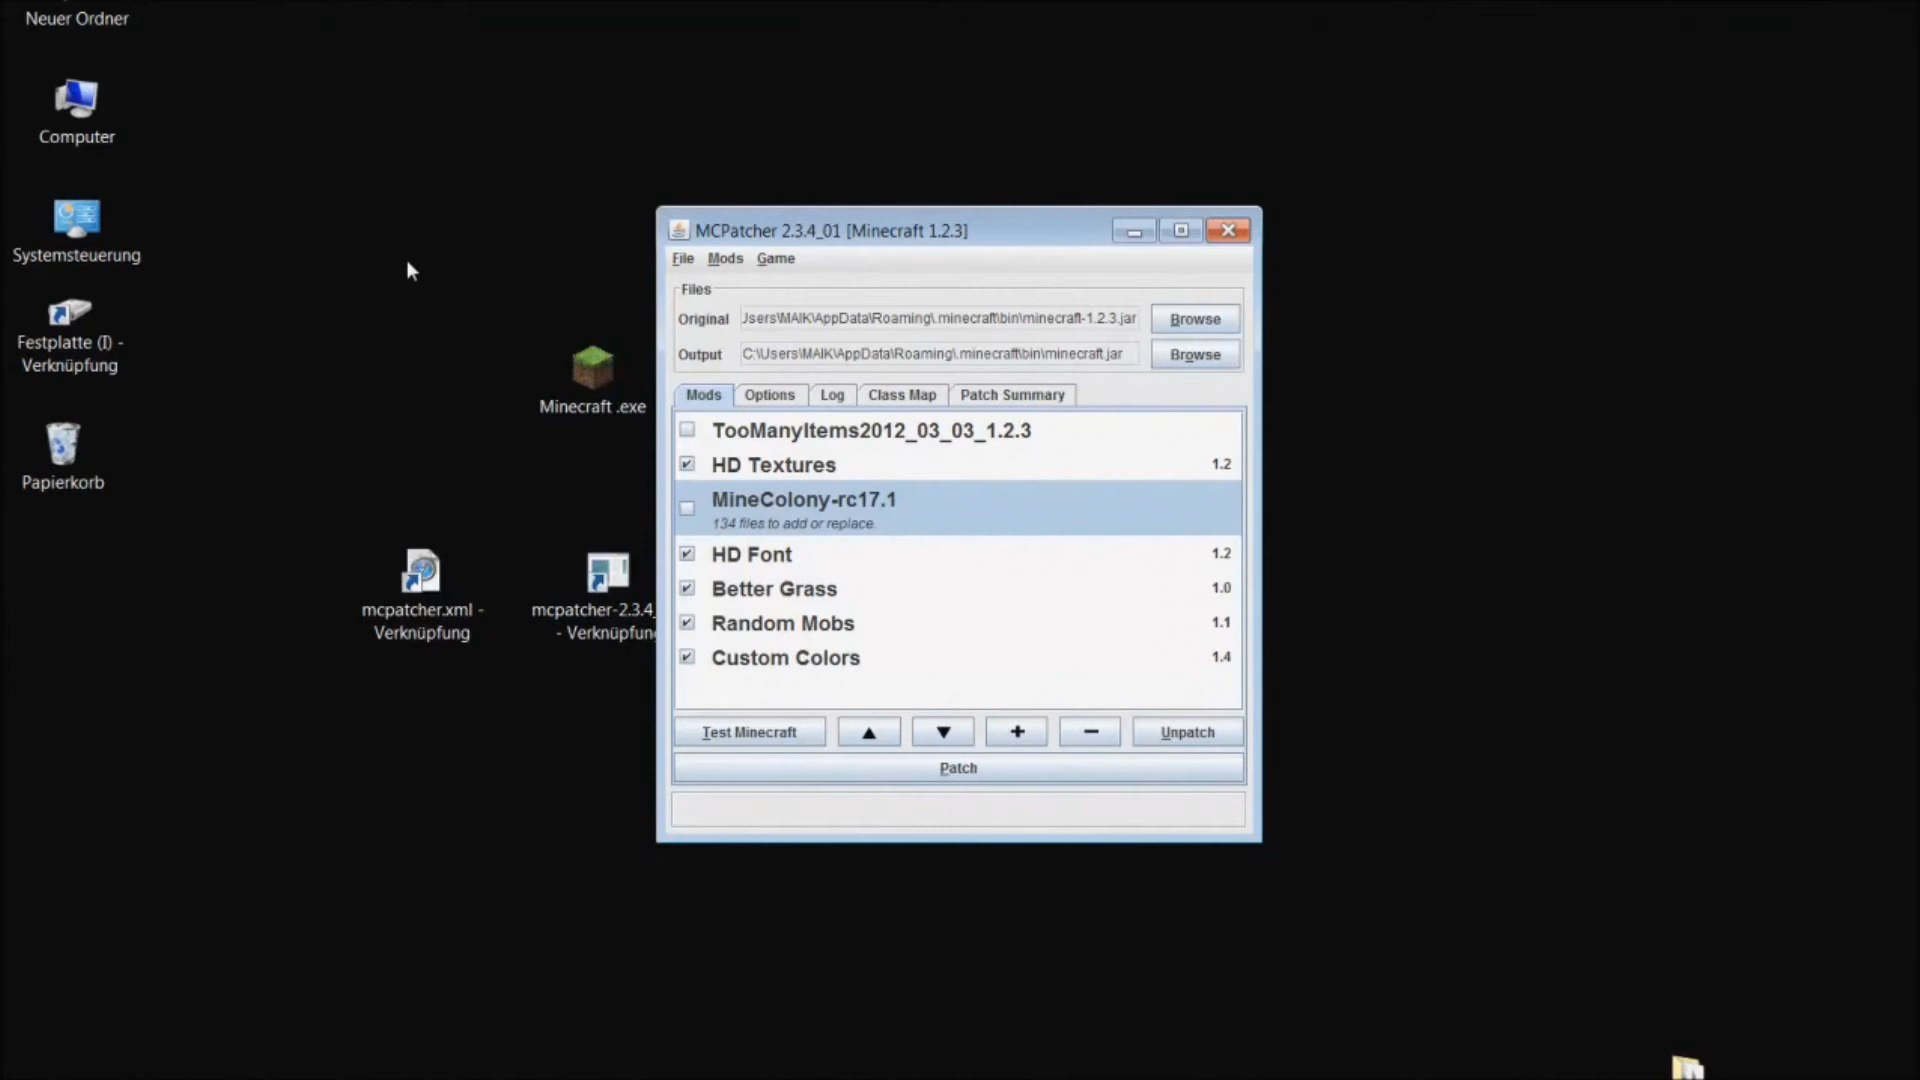 Neuer Ordner
Computer
Systemsteuerung
Festplatte (I) -
Verknüpfung
Papierkorb
Minecraft .exe
mcpatcher.xml -
Verknüpfung
mcpatcher-2.3.4_
- Verknüpfung
MCPatcher 2.3.4_01 [Minecraft 1.2.3]
File Mods Game
Files
Original Jsers\MAIK\AppData\Roaming\.minecraft\bin\minecraft-1.2.3.jar Browse
Output C:\Users\MAIK\AppData\Roaming\.minecraft\bin\minecraft.jar Browse
Mods Options Log Class Map Patch Summary
TooManyItems2012_03_03_1.2.3
HD Textures 1.2
MineColony-rc17.1
134 files to add or replace.
HD Font 1.2
Better Grass 1.0
Random Mobs 1.1
Custom Colors 1.4
Test Minecraft ▲ ▼ + − Unpatch
Patch